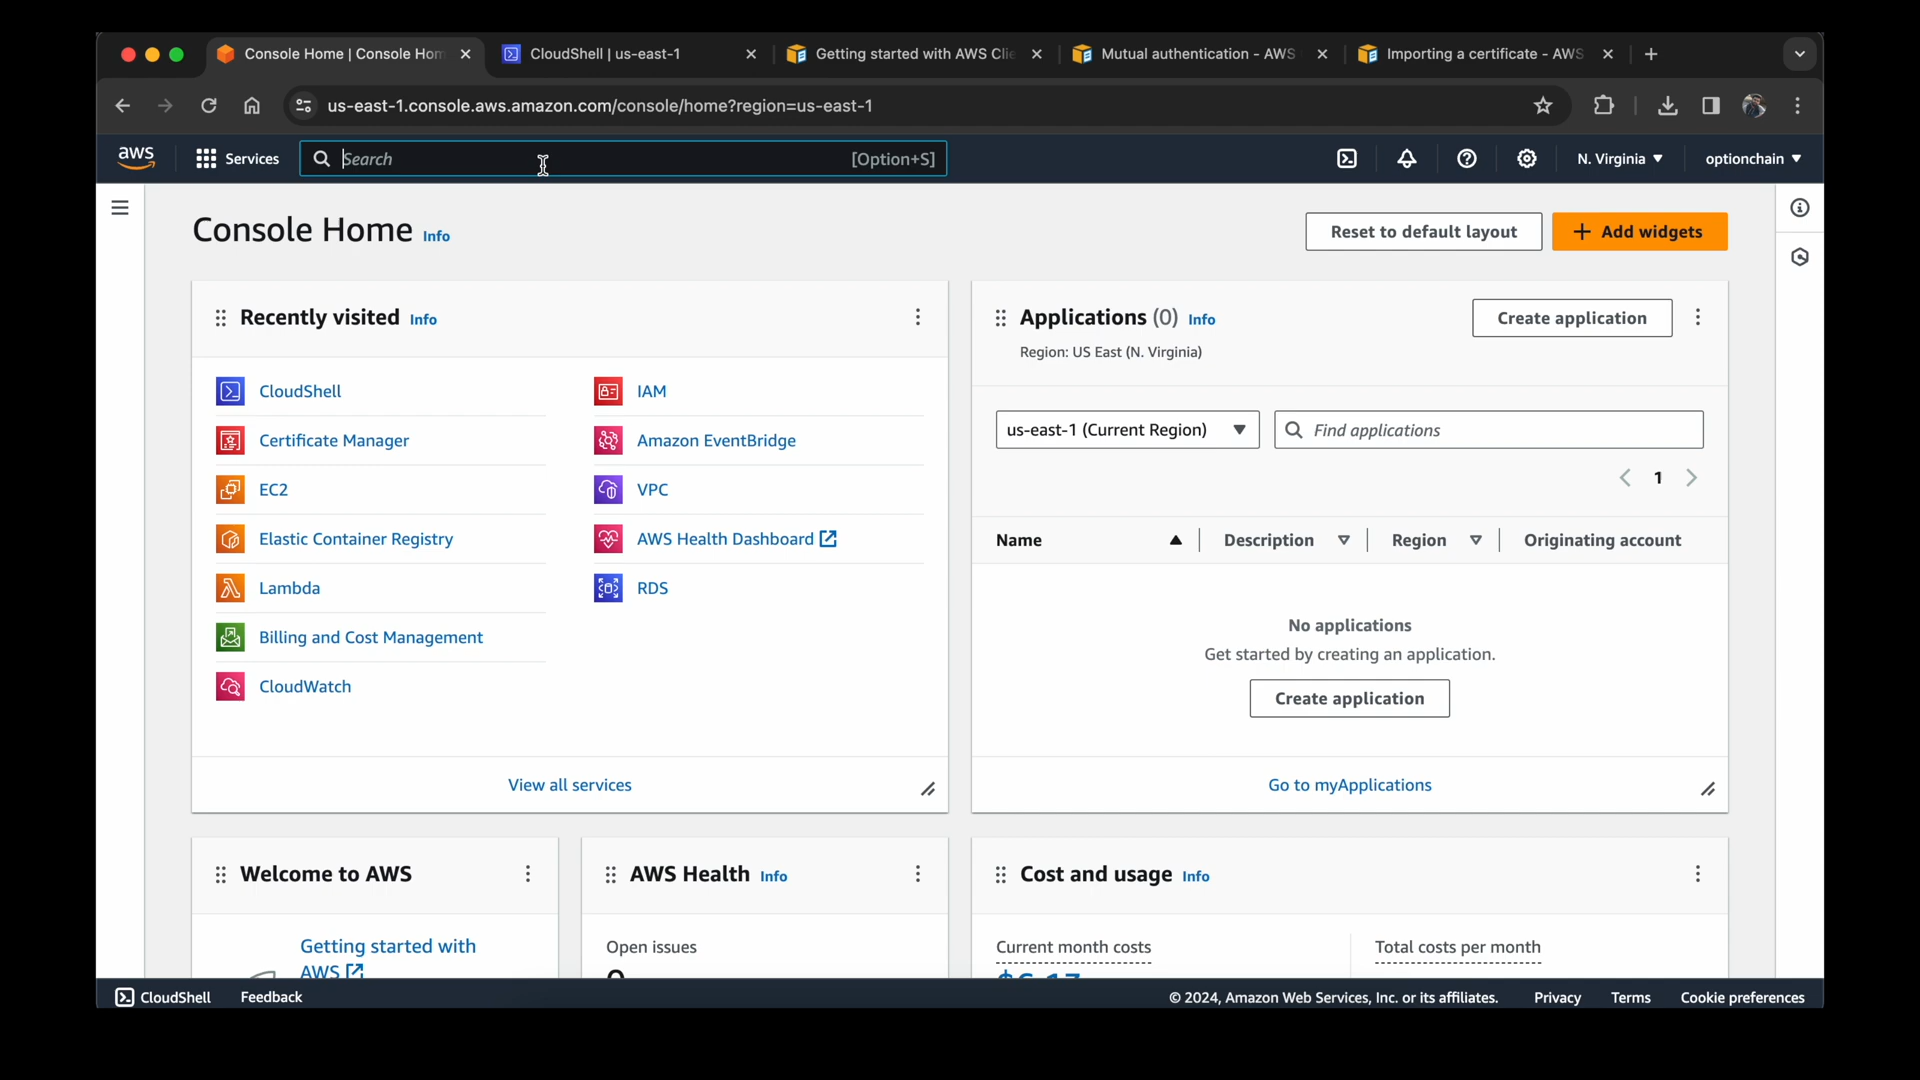 Console Home | Console Hom
CloudShell | us-east-1
Getting started with AWS Clie
Mutual authentication - AWS
Importing a certificate - AWS
us-east-1.console.aws.amazon.com/console/home?region=us-east-1
aws
Services
Search
[Option+S]
N. Virginia
optionchain
Console Home Info
Reset to default layout
Add widgets
Recently visited Info
CloudShell
Certificate Manager
EC2
Elastic Container Registry
Lambda
Billing and Cost Management
CloudWatch
IAM
Amazon EventBridge
VPC
AWS Health Dashboard
RDS
View all services
Applications (0) Info
Region: US East (N. Virginia)
Create application
us-east-1 (Current Region)
Find applications
1
Name
Description
Region
Originating account
No applications
Get started by creating an application.
Create application
Go to myApplications
Welcome to AWS
Getting started with
AWS
AWS Health Info
Open issues
Cost and usage Info
Current month costs
Total costs per month
CloudShell
Feedback
© 2024, Amazon Web Services, Inc. or its affiliates.
Privacy
Terms
Cookie preferences